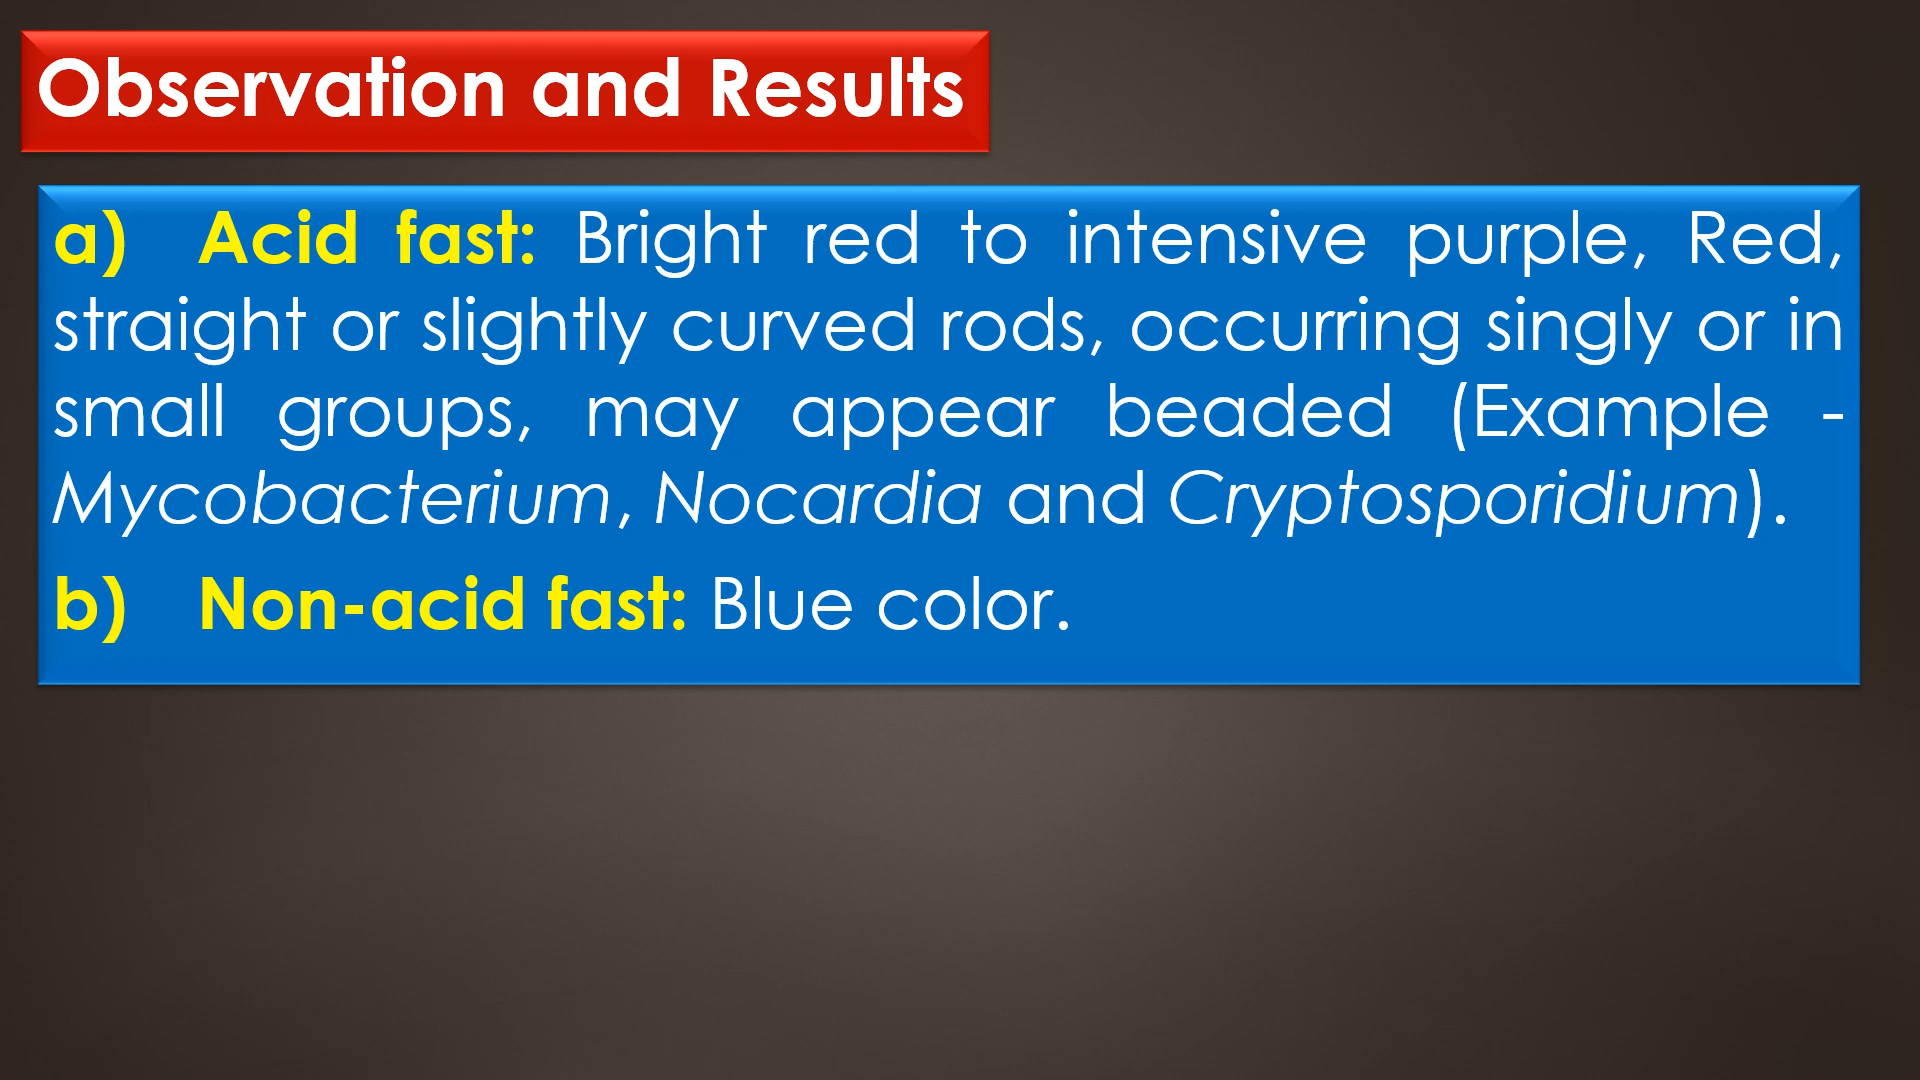 Observation and Results
a) Acid fast: Bright red to intensive purple, Red,
straight or slightly curved rods, occurring singly or in
small groups, may appear beaded (Example -
Mycobacterium, Nocardia and Cryptosporidium).
b) Non-acid fast: Blue color.